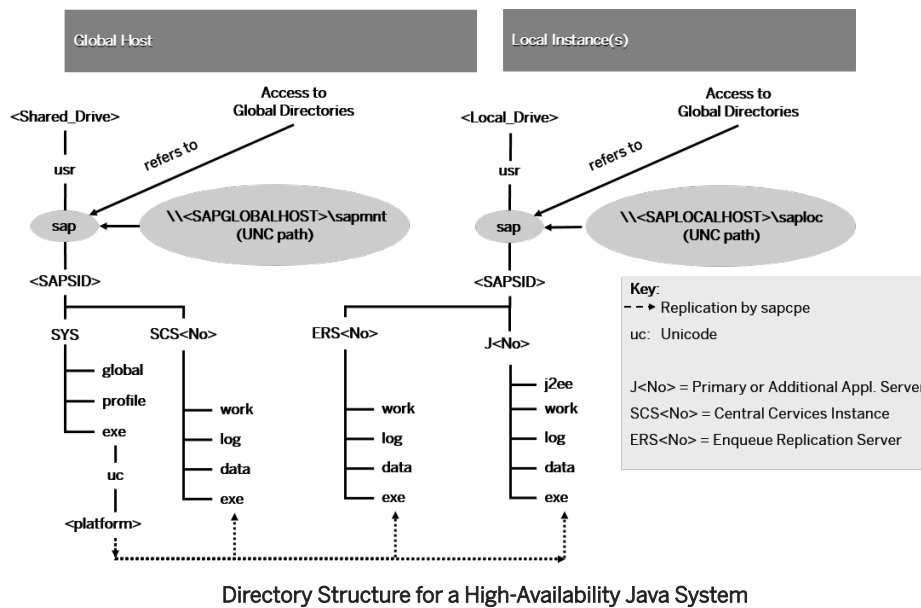 Global Host
Local Instance(s)
Access to
Global Directories
<Shared_Drive>
refers to
usr
sap
\\<SAPGLOBALHOST>\sapmnt
(UNC path)
<SAPSID>
SYS
SCS<No>
global
profile
exe
uc
<platform>
work
log
data
exe
Access to
Global Directories
<Local_Drive>
refers to
usr
sap
\\<SAPLOCALHOST>\saploc
(UNC path)
<SAPSID>
ERS<No>
J<No>
work
log
data
exe
j2ee
work
log
data
exe
Key:
Replication by sapcpe
uc: Unicode
J<No> = Primary or Additional Appl. Server
SCS<No> = Central Cervices Instance
ERS<No> = Enqueue Replication Server
Directory Structure for a High-Availability Java System